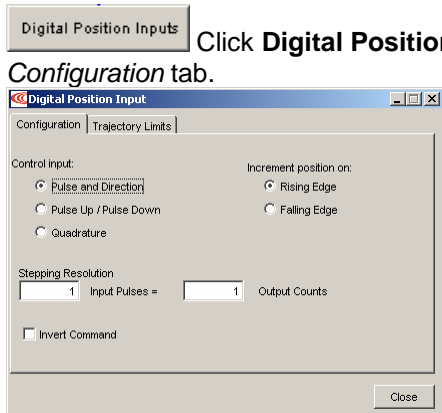 Digital Position Inputs
Click Digital Position
Configuration tab.
Digital Position Input
Configuration Trajectory Limits
Control input: Increment position on:
Pulse and Direction Rising Edge
Pulse Up / Pulse Down Falling Edge
Quadrature
Stepping Resolution
1 Input Pulses = 1 Output Counts
Invert Command
Close